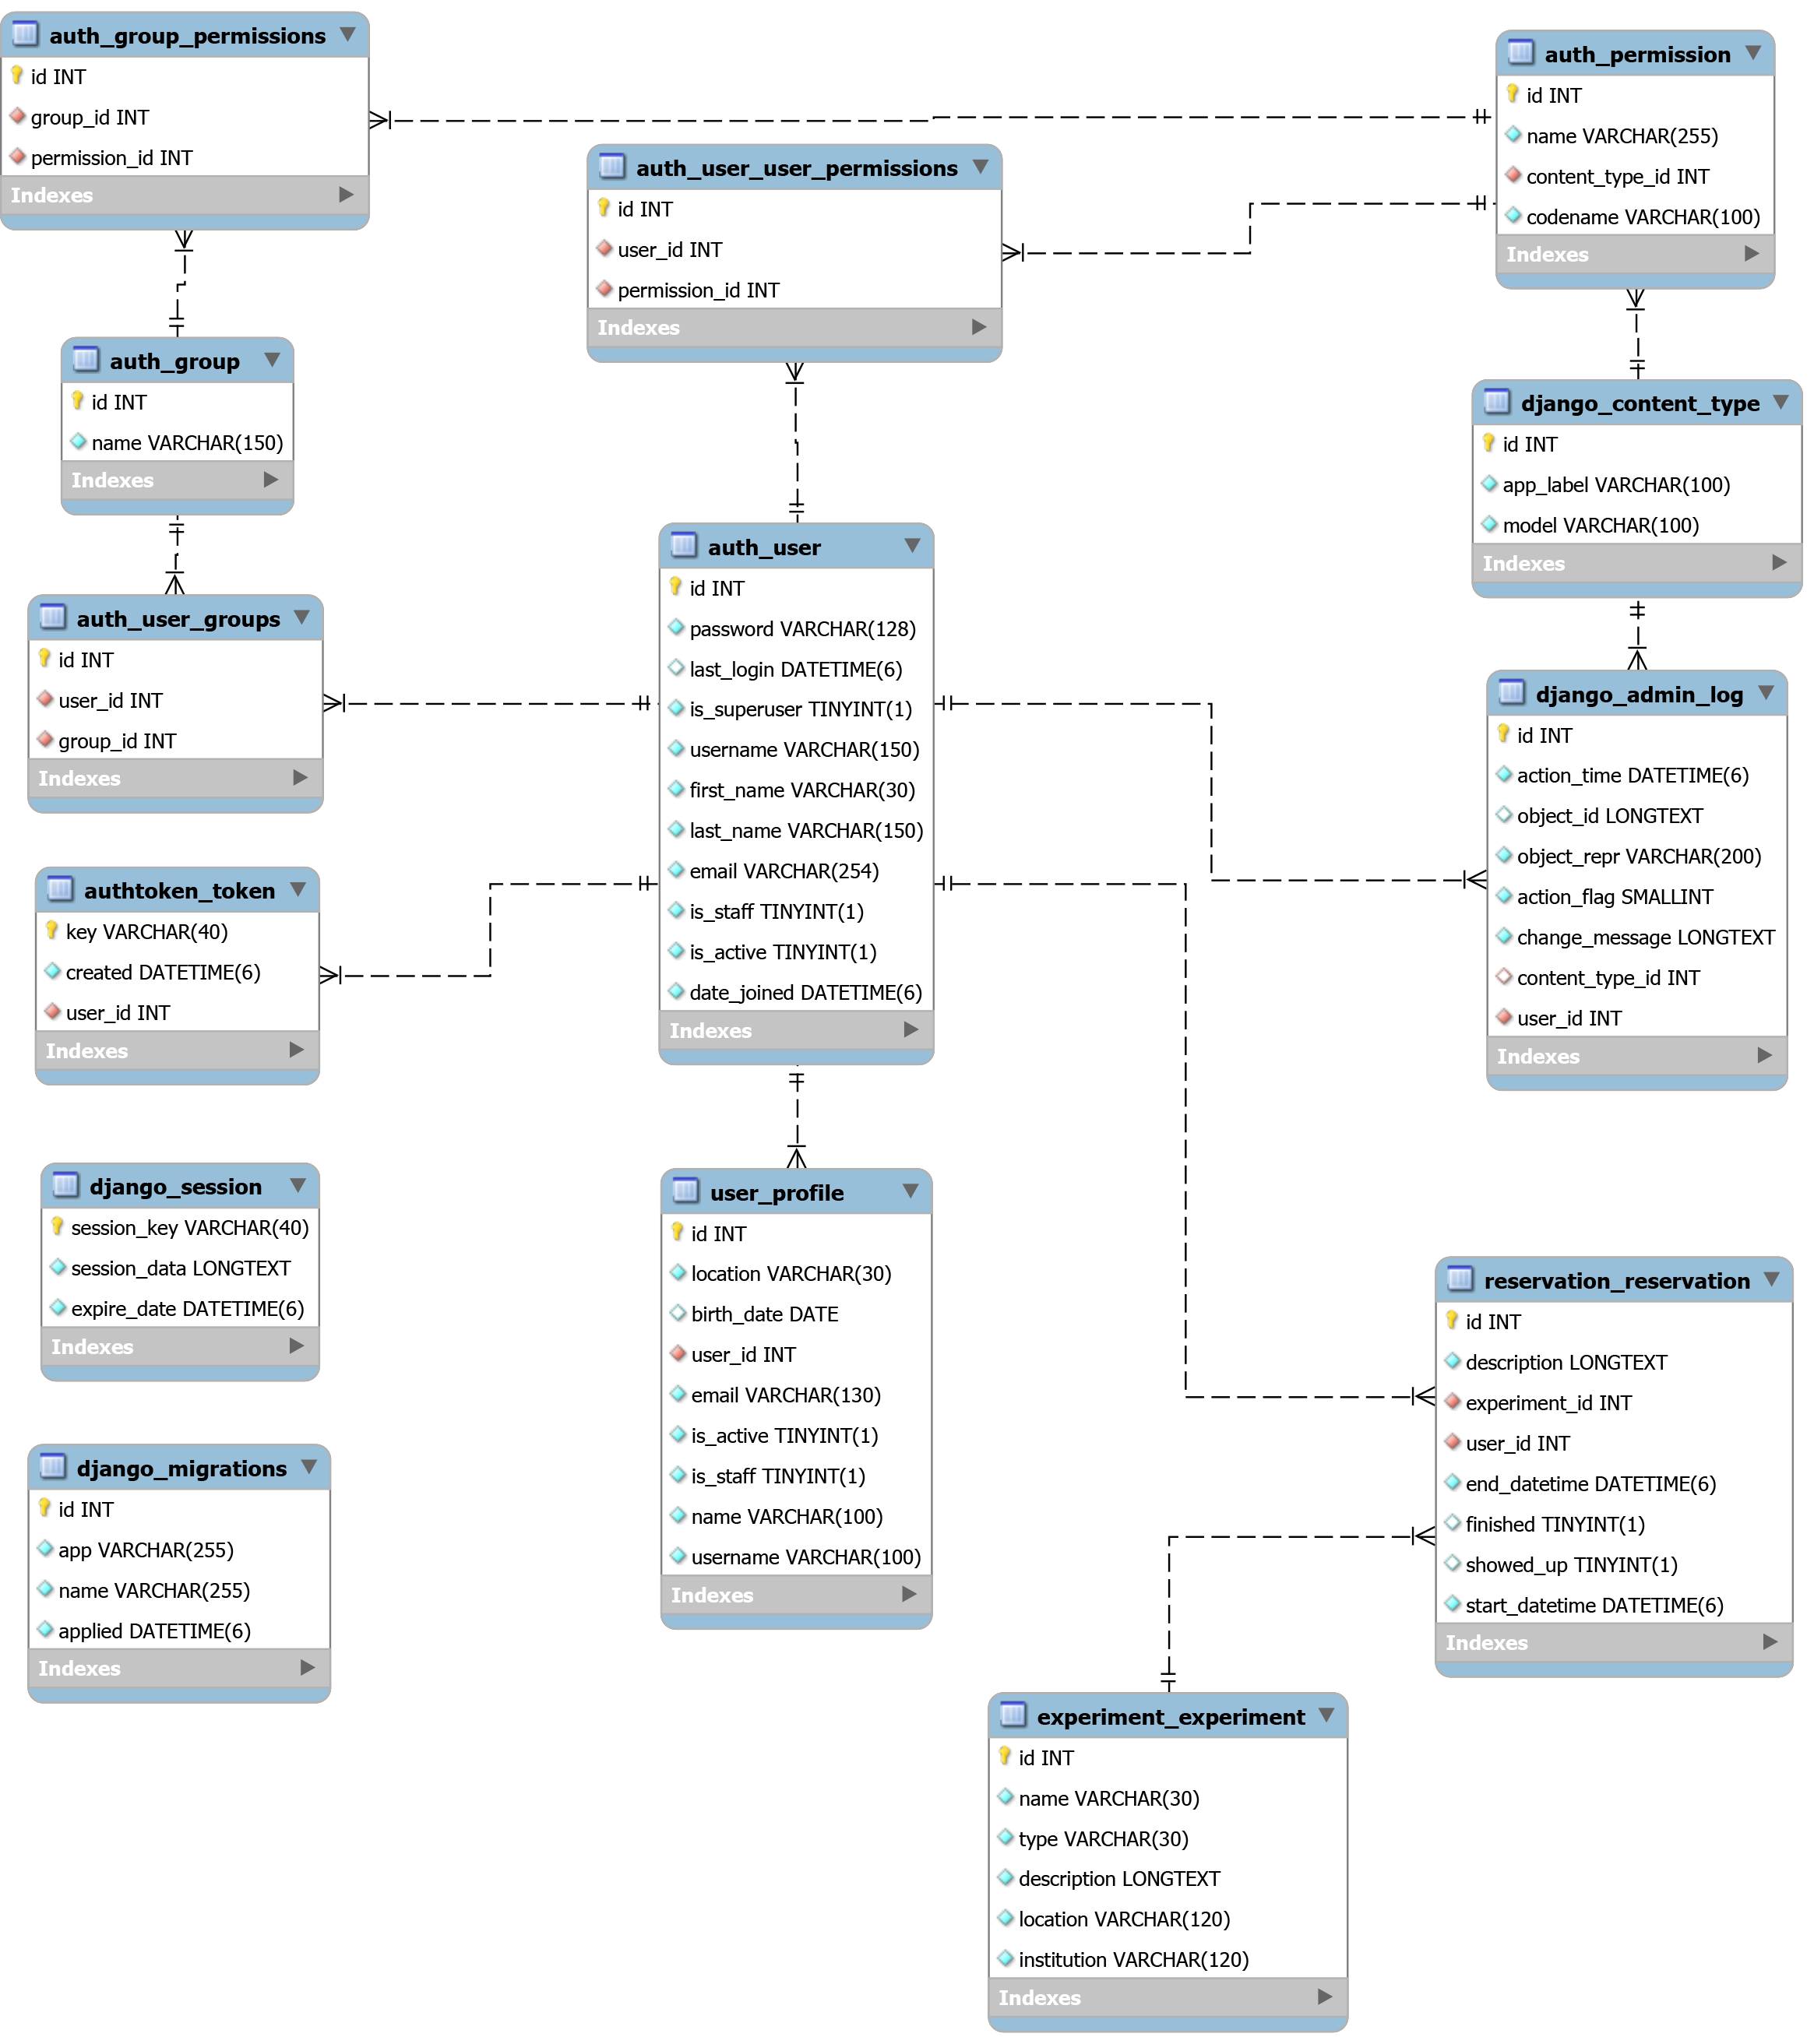 auth_group_permissions
id INT
group_id INT
permission_id INT
Indexes
auth_permission
id INT
name VARCHAR(255)
content_type_id INT
codename VARCHAR(100)
Indexes
auth_user_user_permissions
id INT
user_id INT
permission_id INT
Indexes
auth_group
id INT
name VARCHAR(150)
Indexes
django_content_type
id INT
app_label VARCHAR(100)
model VARCHAR(100)
Indexes
auth_user
id INT
password VARCHAR(128)
last_login DATETIME(6)
is_superuser TINYINT(1)
username VARCHAR(150)
first_name VARCHAR(30)
last_name VARCHAR(150)
email VARCHAR(254)
is_staff TINYINT(1)
is_active TINYINT(1)
date_joined DATETIME(6)
Indexes
auth_user_groups
id INT
user_id INT
group_id INT
Indexes
django_admin_log
id INT
action_time DATETIME(6)
object_id LONGTEXT
object_repr VARCHAR(200)
action_flag SMALLINT
change_message LONGTEXT
content_type_id INT
user_id INT
Indexes
authtoken_token
key VARCHAR(40)
created DATETIME(6)
user_id INT
Indexes
django_session
session_key VARCHAR(40)
session_data LONGTEXT
expire_date DATETIME(6)
Indexes
user_profile
id INT
location VARCHAR(30)
birth_date DATE
user_id INT
email VARCHAR(130)
is_active TINYINT(1)
is_staff TINYINT(1)
name VARCHAR(100)
username VARCHAR(100)
Indexes
reservation_reservation
id INT
description LONGTEXT
experiment_id INT
user_id INT
end_datetime DATETIME(6)
finished TINYINT(1)
showed_up TINYINT(1)
start_datetime DATETIME(6)
Indexes
django_migrations
id INT
app VARCHAR(255)
name VARCHAR(255)
applied DATETIME(6)
Indexes
experiment_experiment
id INT
name VARCHAR(30)
type VARCHAR(30)
description LONGTEXT
location VARCHAR(120)
institution VARCHAR(120)
Indexes